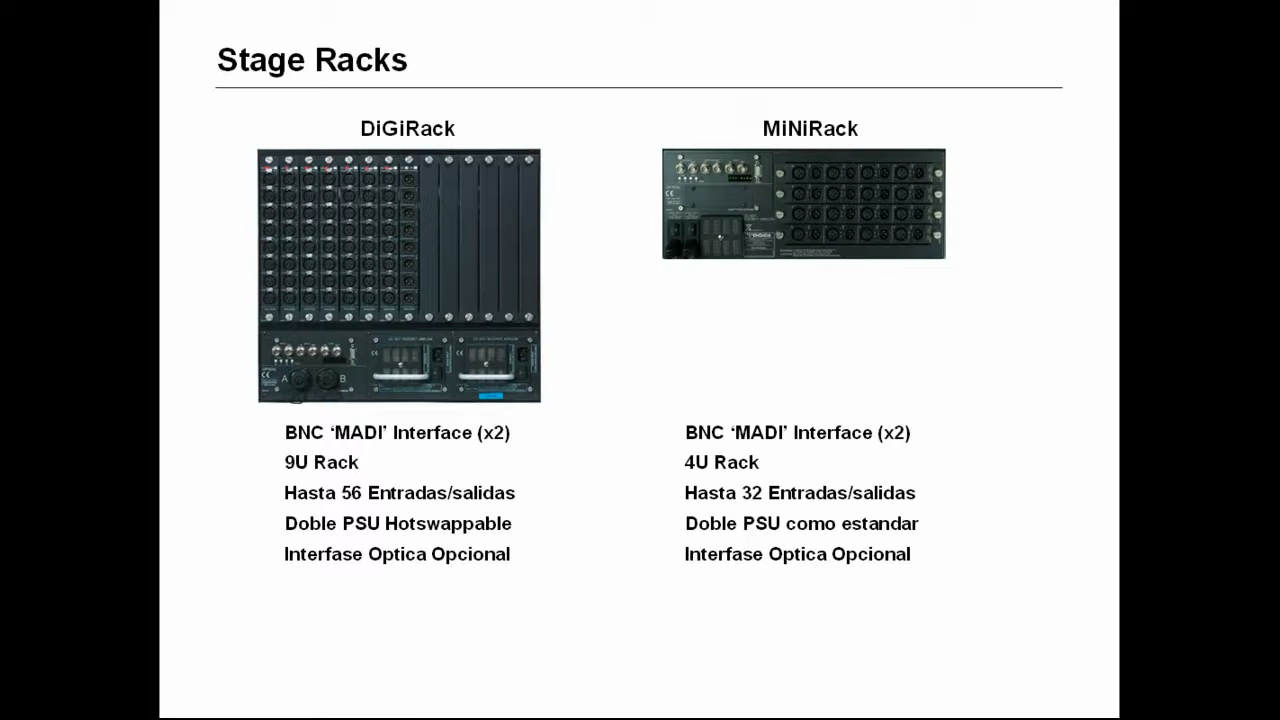 Stage Racks
DiGiRack
MiNiRack
A
B
BNC ‘MADI’ Interface (x2)
9U Rack
Hasta 56 Entradas/salidas
Doble PSU Hotswappable
Interfase Optica Opcional
BNC ‘MADI’ Interface (x2)
4U Rack
Hasta 32 Entradas/salidas
Doble PSU como estandar
Interfase Optica Opcional